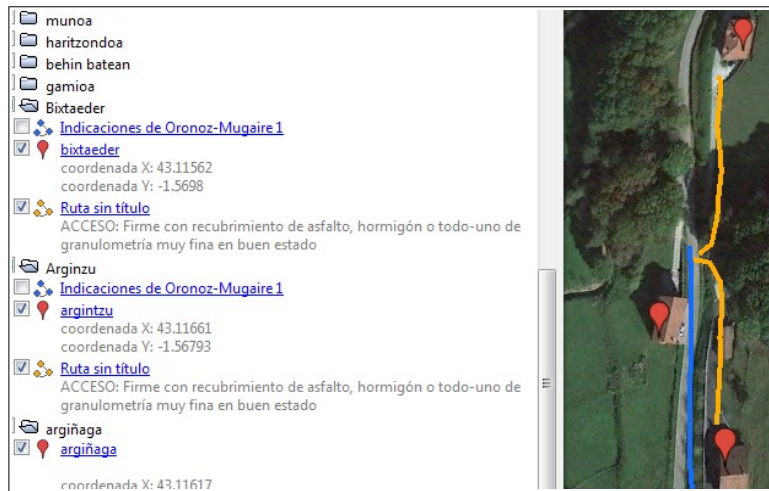 munoa
haritzondoa
behin batean
gamioa
Bixtaeder
Indicaciones de Oronoz-Mugaire 1
bixtaeder
coordenada X: 43.11562
coordenada Y: -1.5698
Ruta sin título
ACCESO: Firme con recubrimiento de asfalto, hormigón o todo-uno de
granulometría muy fina en buen estado
Arginzu
Indicaciones de Oronoz-Mugaire 1
argintzu
coordenada X: 43.11661
coordenada Y: -1.56793
Ruta sin título
ACCESO: Firme con recubrimiento de asfalto, hormigón o todo-uno de
granulometría muy fina en buen estado
argiñaga
argiñaga
coordenada X: 43.11617